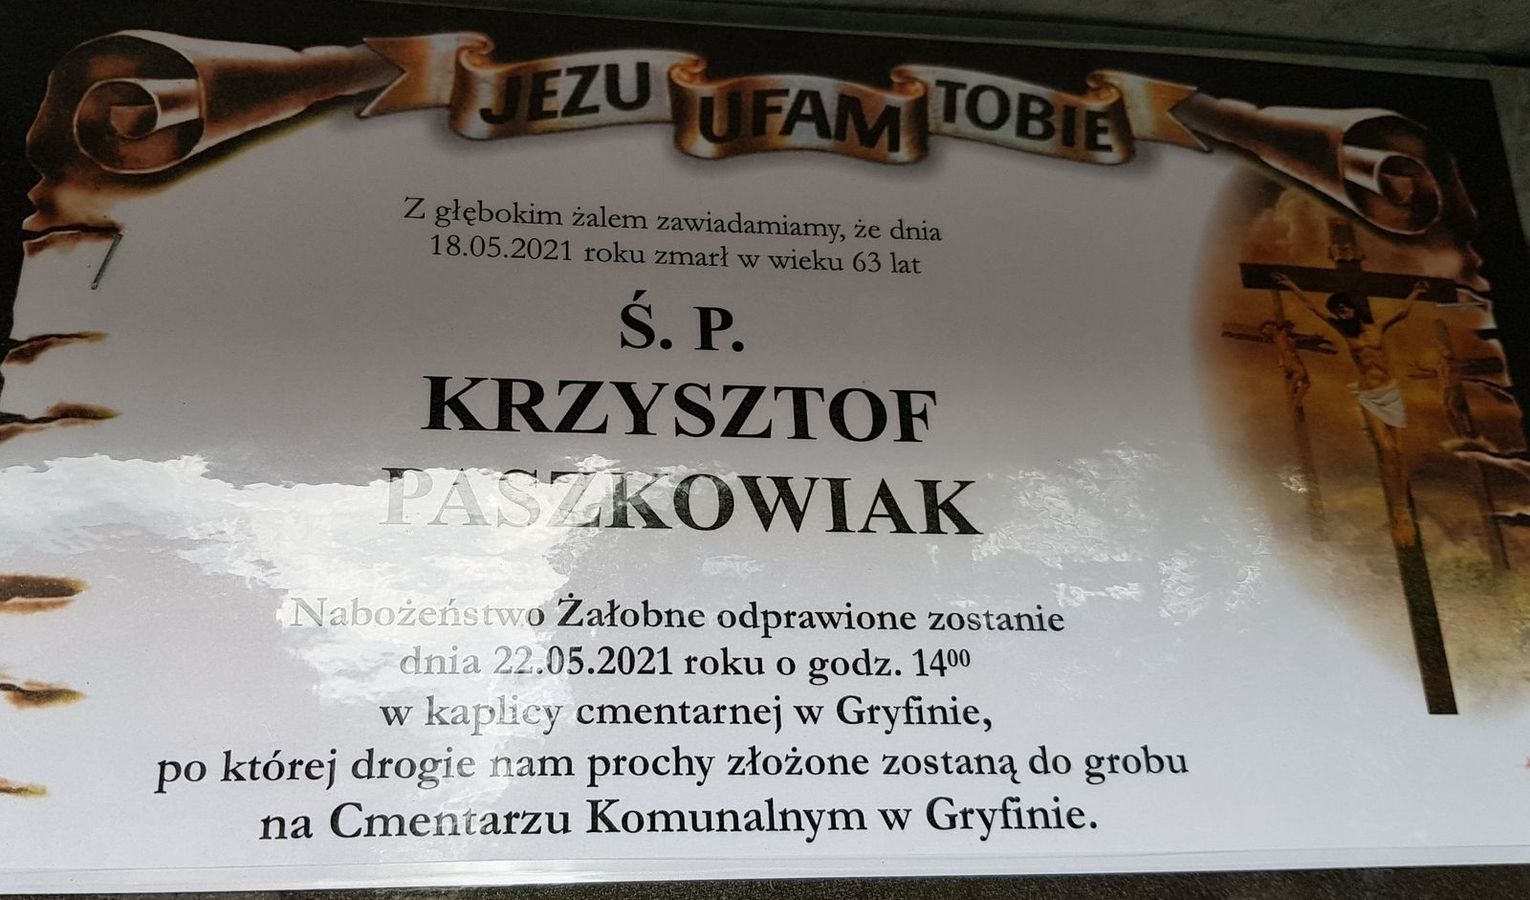 JEZU UFAM TOBIE
Z głębokim żalem zawiadamiamy, że dnia
18.05.2021 roku zmarł w wieku 63 lat
Ś. P.
KRZYSZTOF
PASZKOWIAK
Nabożeństwo Żałobne odprawione zostanie
dnia 22.05.2021 roku o godz. 14⁰⁰
w kaplicy cmentarnej w Gryfinie,
po której drogie nam prochy złożone zostaną do grobu
na Cmentarzu Komunalnym w Gryfinie.